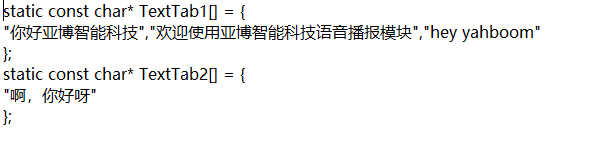 static const char* TextTab1[] = {
"你好亚博智能科技","欢迎使用亚博智能科技语音播报模块","hey yahboom"
};
static const char* TextTab2[] = {
"啊，你好呀"
};